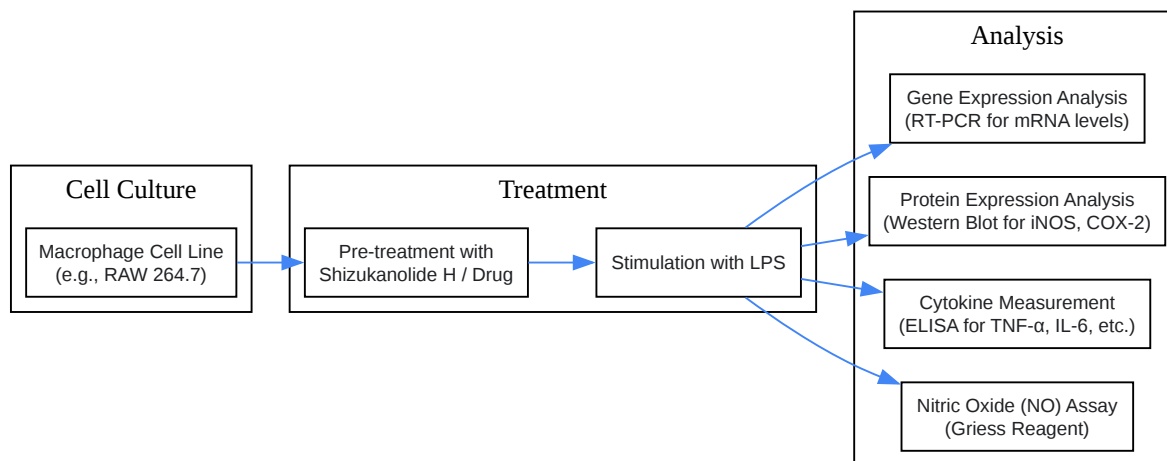 Cell Culture
Macrophage Cell Line
(e.g., RAW 264.7)
Treatment
Pre-treatment with
Shizukanolide H / Drug
Stimulation with LPS
Analysis
Gene Expression Analysis
(RT-PCR for mRNA levels)
Protein Expression Analysis
(Western Blot for iNOS, COX-2)
Cytokine Measurement
(ELISA for TNF-α, IL-6, etc.)
Nitric Oxide (NO) Assay
(Griess Reagent)